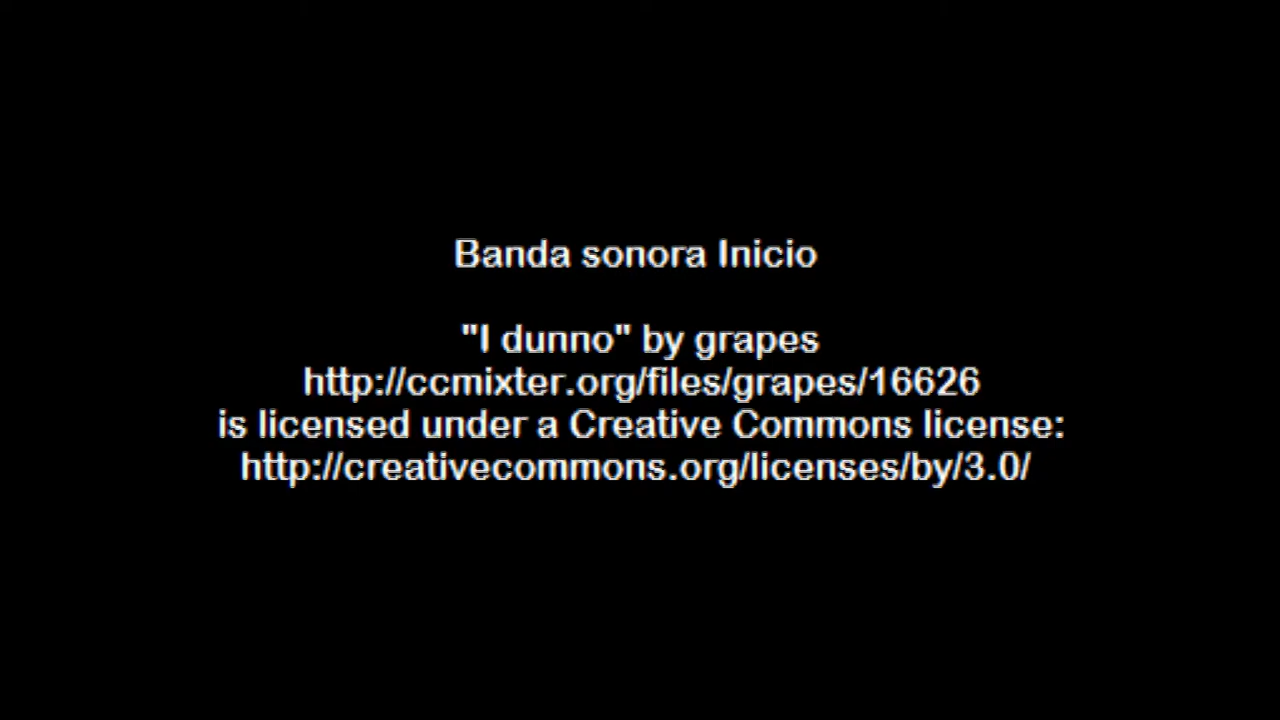 Banda sonora Inicio
"I dunno" by grapes
http://ccmixter.org/files/grapes/16626
is licensed under a Creative Commons license:
http://creativecommons.org/licenses/by/3.0/